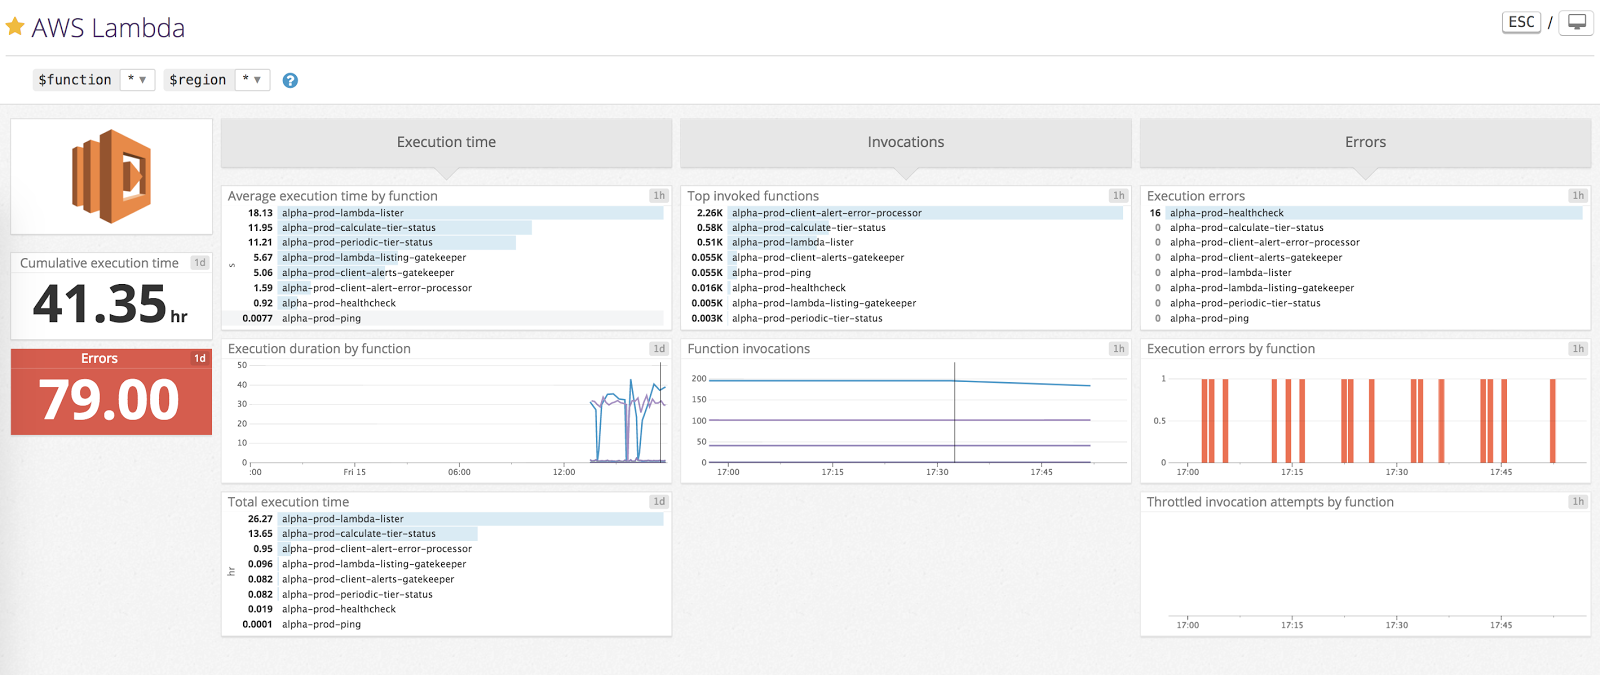 AWS Lambda
ESC /
$function * ▼ $region * ▼ ?
Cumulative execution time 1d
41.35 hr
Errors 1d
79.00
Execution time
Average execution time by function 1h
s
18.13 alpha-prod-lambda-lister
11.95 alpha-prod-calculate-tier-status
11.21 alpha-prod-periodic-tier-status
5.67 alpha-prod-lambda-listing-gatekeeper
5.06 alpha-prod-client-alerts-gatekeeper
1.59 alpha-prod-client-alert-error-processor
0.92 alpha-prod-healthcheck
0.0077 alpha-prod-ping
Execution duration by function 1d
50
40
30
20
10
0
:00 Fri 15 06:00 12:00
Total execution time 1d
hr
26.27 alpha-prod-lambda-lister
13.65 alpha-prod-calculate-tier-status
0.95 alpha-prod-client-alert-error-processor
0.096 alpha-prod-lambda-listing-gatekeeper
0.082 alpha-prod-client-alerts-gatekeeper
0.082 alpha-prod-periodic-tier-status
0.019 alpha-prod-healthcheck
0.0001 alpha-prod-ping
Invocations
Top invoked functions 1h
2.26K alpha-prod-client-alert-error-processor
0.58K alpha-prod-calculate-tier-status
0.51K alpha-prod-lambda-lister
0.055K alpha-prod-client-alerts-gatekeeper
0.055K alpha-prod-ping
0.016K alpha-prod-healthcheck
0.005K alpha-prod-lambda-listing-gatekeeper
0.003K alpha-prod-periodic-tier-status
Function invocations 1h
200
150
100
50
0
17:00 17:15 17:30 17:45
Errors
Execution errors 1h
16 alpha-prod-healthcheck
0 alpha-prod-calculate-tier-status
0 alpha-prod-client-alert-error-processor
0 alpha-prod-client-alerts-gatekeeper
0 alpha-prod-lambda-lister
0 alpha-prod-lambda-listing-gatekeeper
0 alpha-prod-periodic-tier-status
0 alpha-prod-ping
Execution errors by function 1h
1
0.5
0
17:00 17:15 17:30 17:45
Throttled invocation attempts by function 1h
17:00 17:15 17:30 17:45